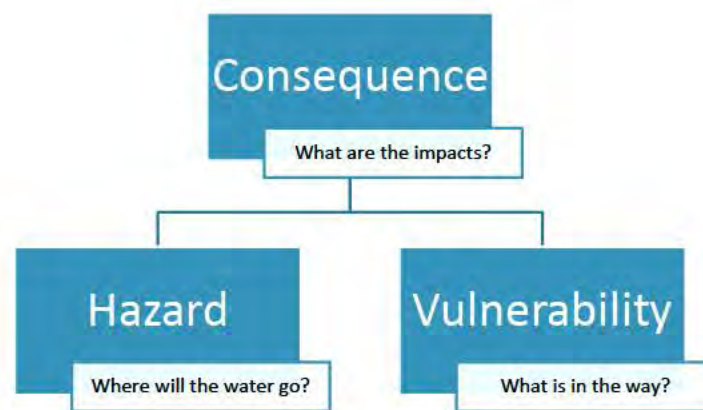 Consequence
What are the impacts?
Hazard
Vulnerability
Where will the water go?
What is in the way?